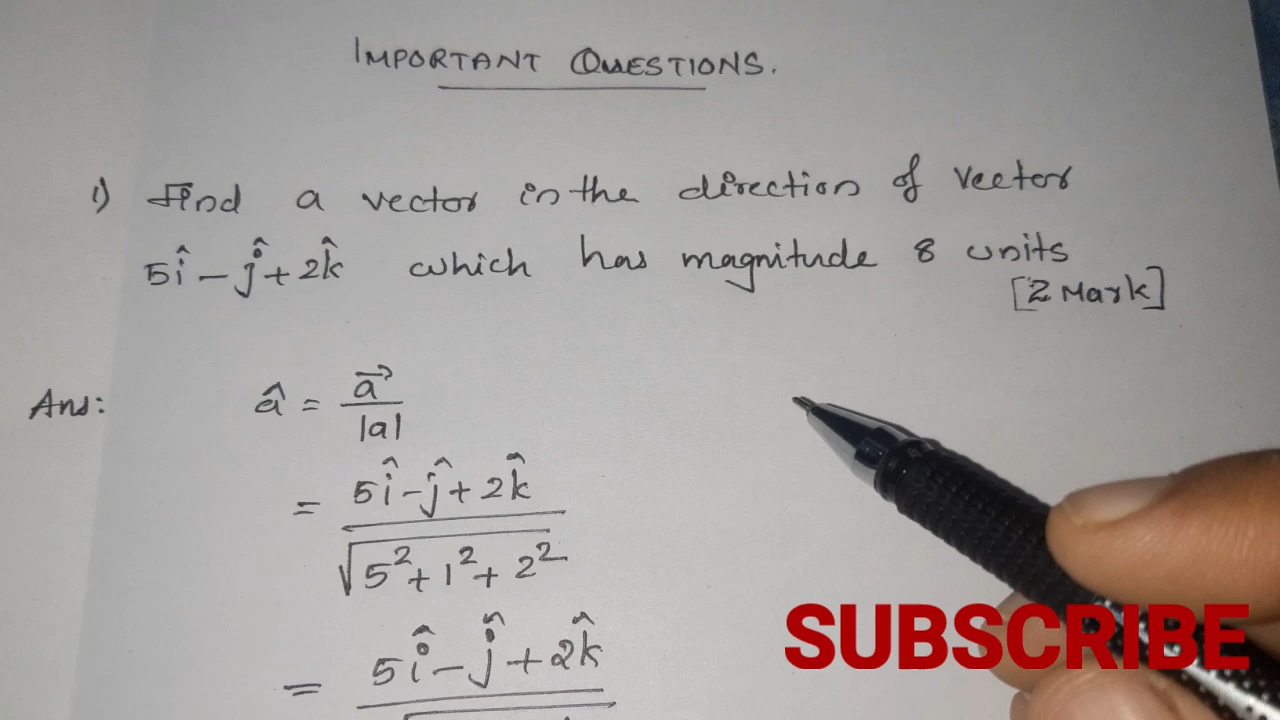 IMPORTANT QUESTIONS.
1) Find a vector in the direction of vector
5î - ĵ + 2k̂ which has magnitude 8 units
[2 Mark]
Ans: â = a⃗ / |a|
= 5î - ĵ + 2k̂ / √5² + 1² + 2²
= 5î - ĵ + 2k̂
SUBSCRIBE